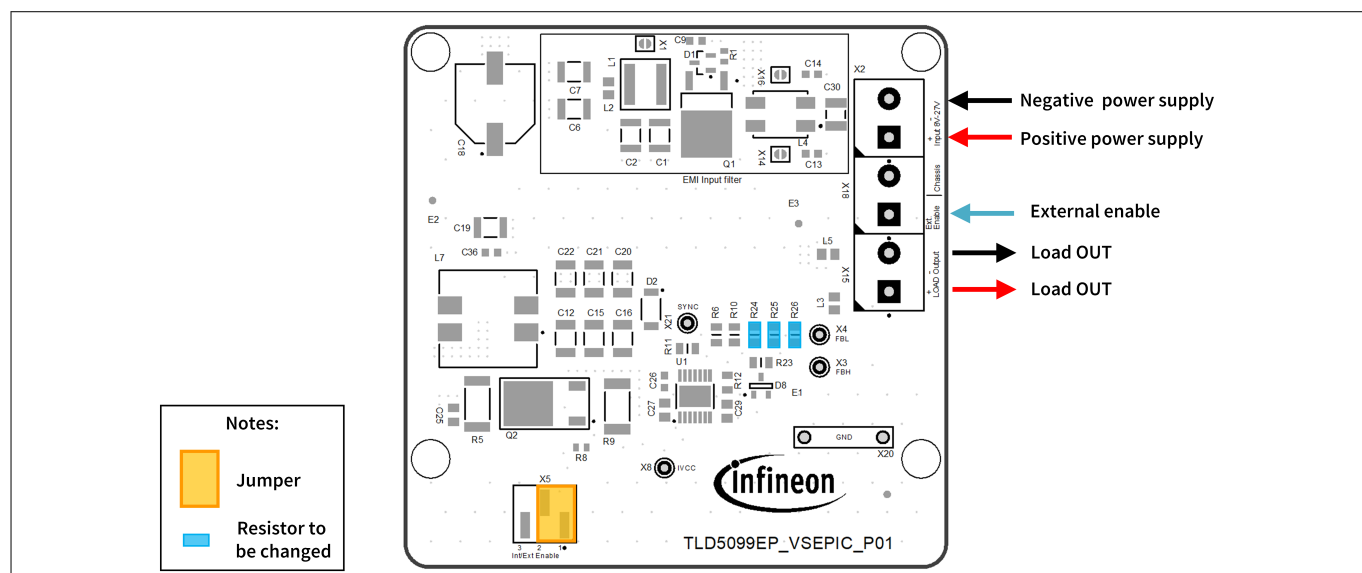 X1
C9
D1
R1
L1
L2
C7
C6
C2
C1
Q1
X16
C14
C30
X14
L4
C13
EMI Input filter
C18
X2
- +
Input 8V-27V
Negative power supply
Positive power supply
X18
Chassis
Ext. Enable
External enable
X15
- +
LOAD Output
Load OUT
Load OUT
E2
E3
C19
C36
L5
L7
C22
C21
C20
D2
L3
C12
C15
C16
X21
SYNC
R6
R10
R24
R25
R26
X4
FBL
R11
U1
R23
X3
FBH
C26
R12
D8
E1
C27
C29
C25
R5
Q2
R9
R8
GND
X20
X8
IVCC
infineon
X5
3 2 1
Int/Ext Enable
TLD5099EP_VSEPIC_P01
Notes:
Jumper
Resistor to
be changed